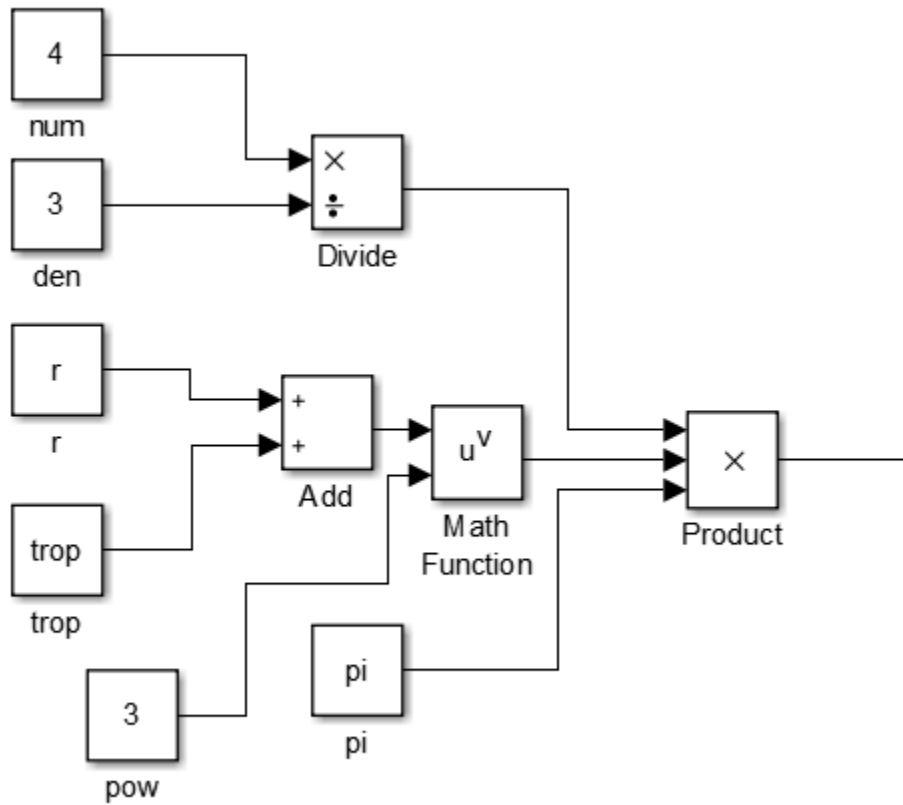 4
num
×
÷
Divide
3
den
r
r
+
+
Add
u^v
Math
Function
×
Product
trop
trop
pi
pi
3
pow